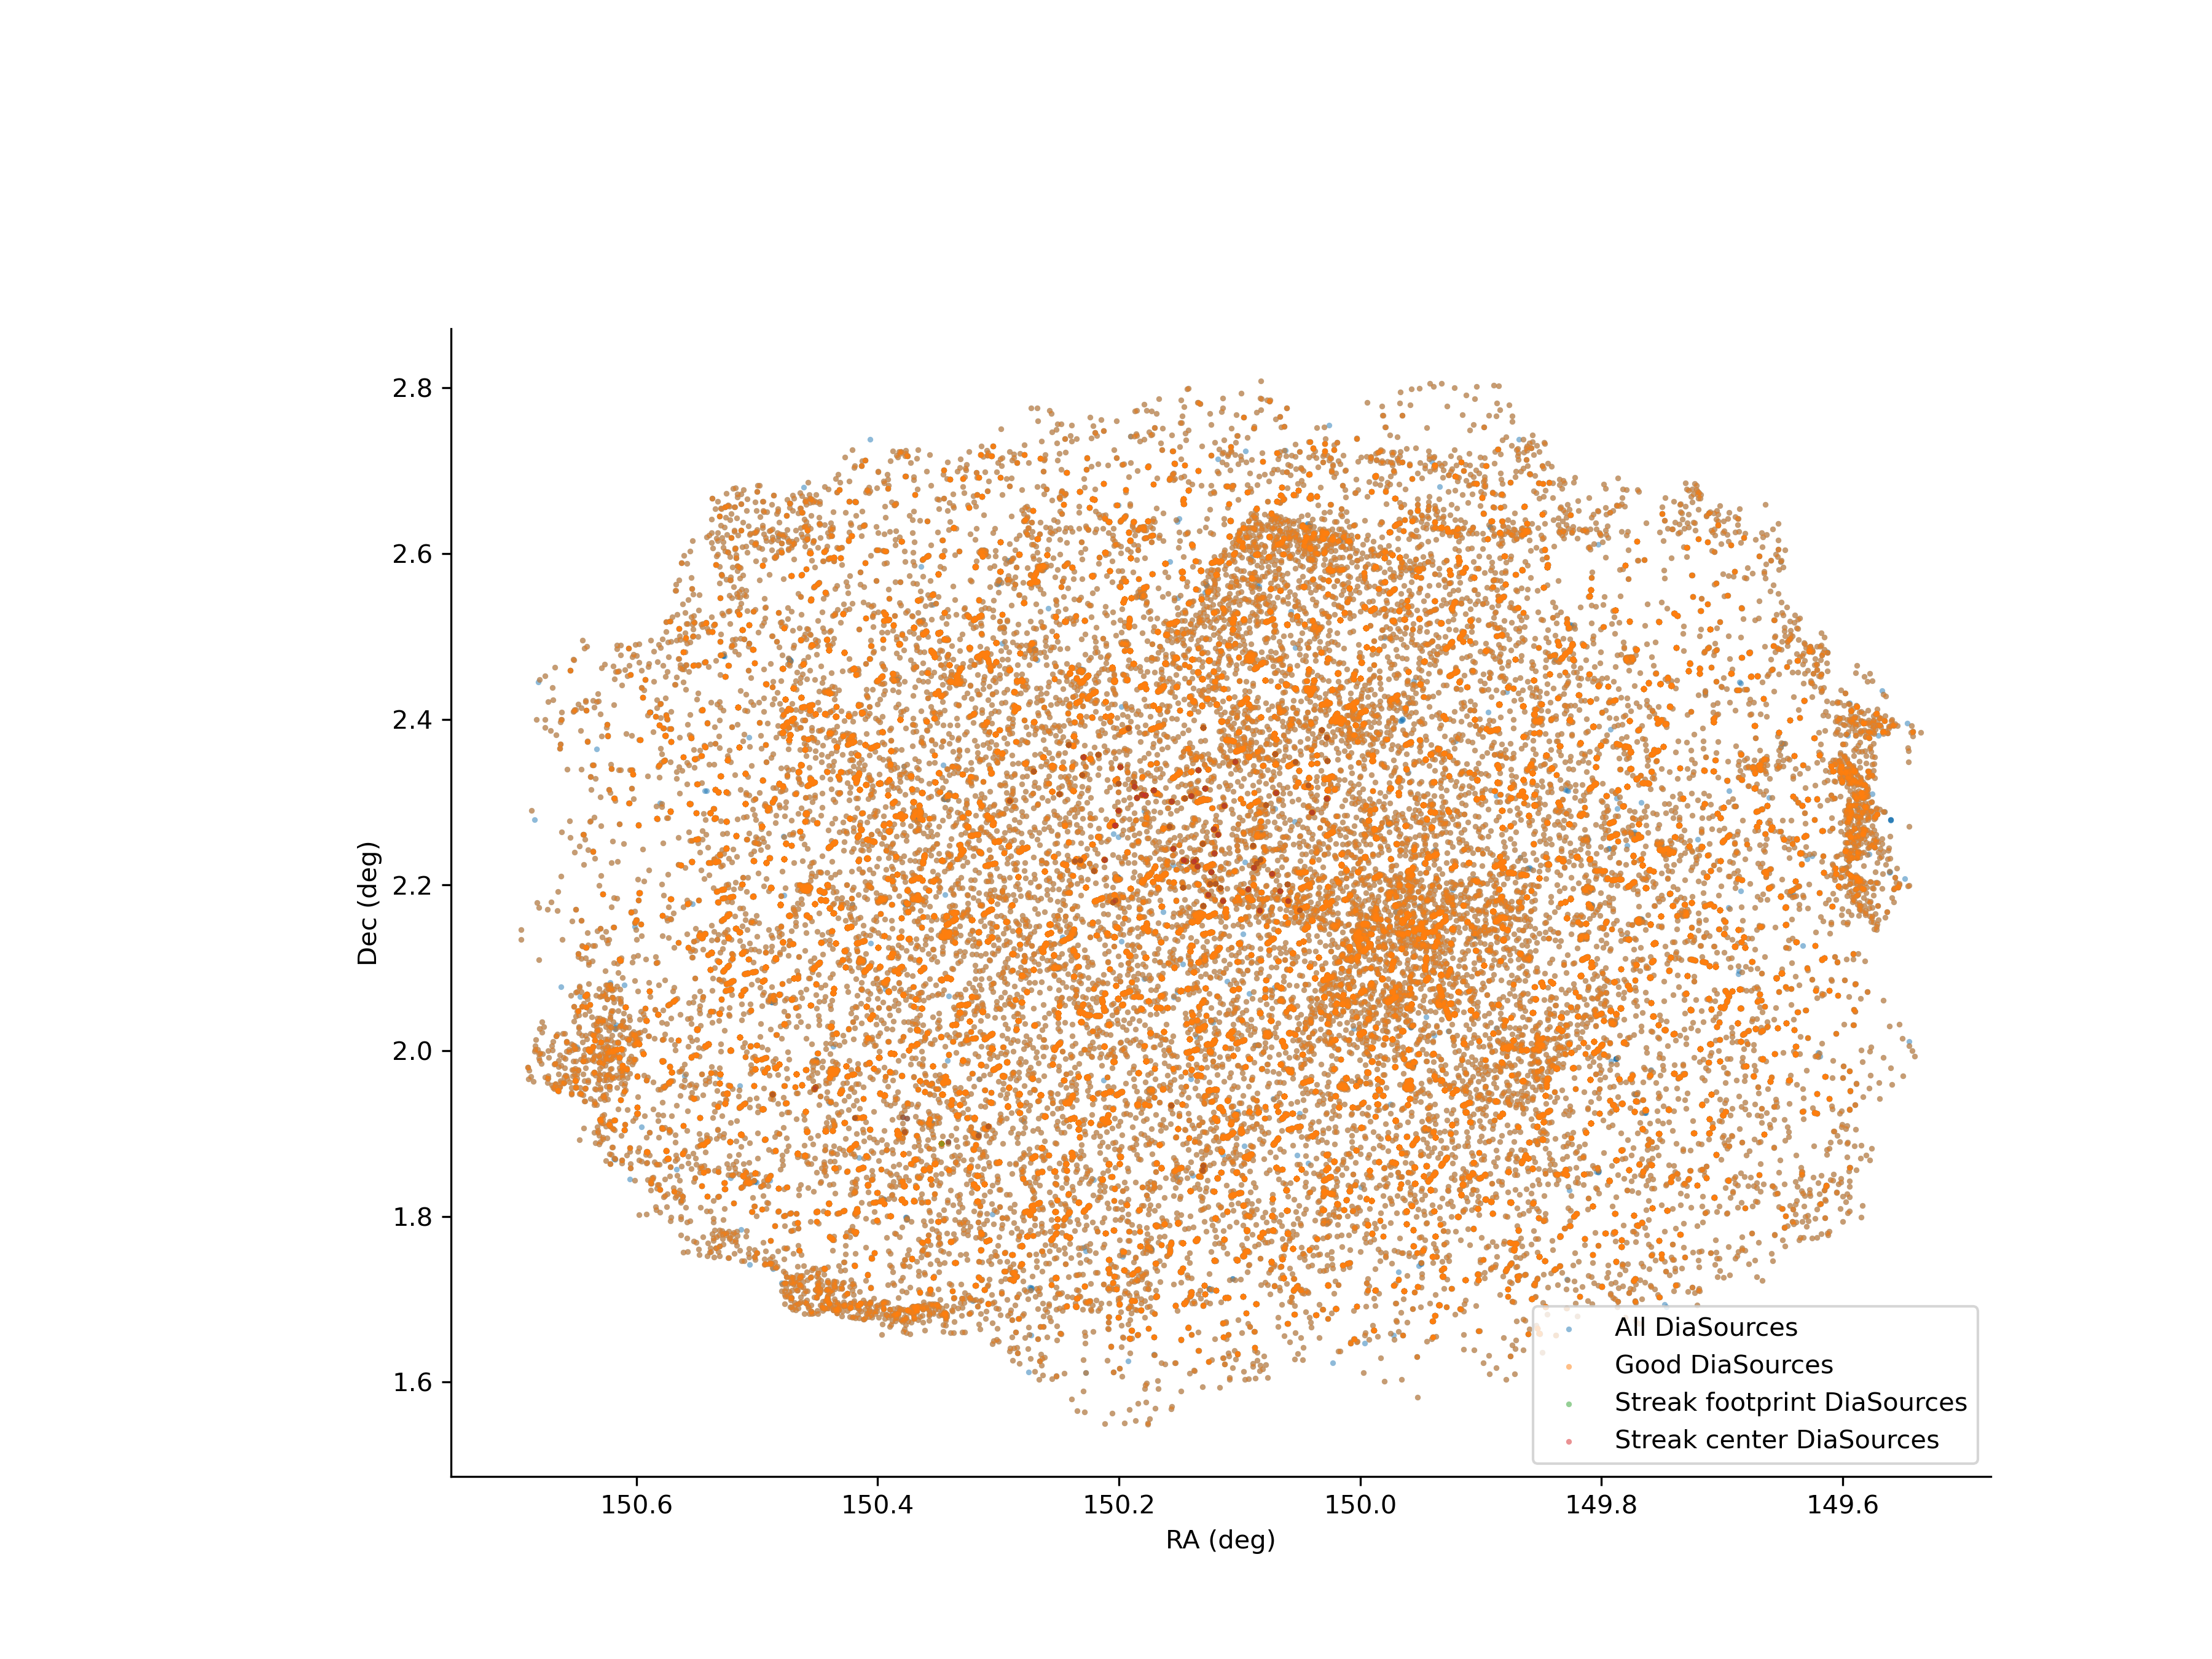 2.8
2.6
2.4
2.2
2.0
1.8
1.6
Dec (deg)
150.6 150.4 150.2 150.0 149.8 149.6
RA (deg)
All DiaSources
Good DiaSources
Streak footprint DiaSources
Streak center DiaSources